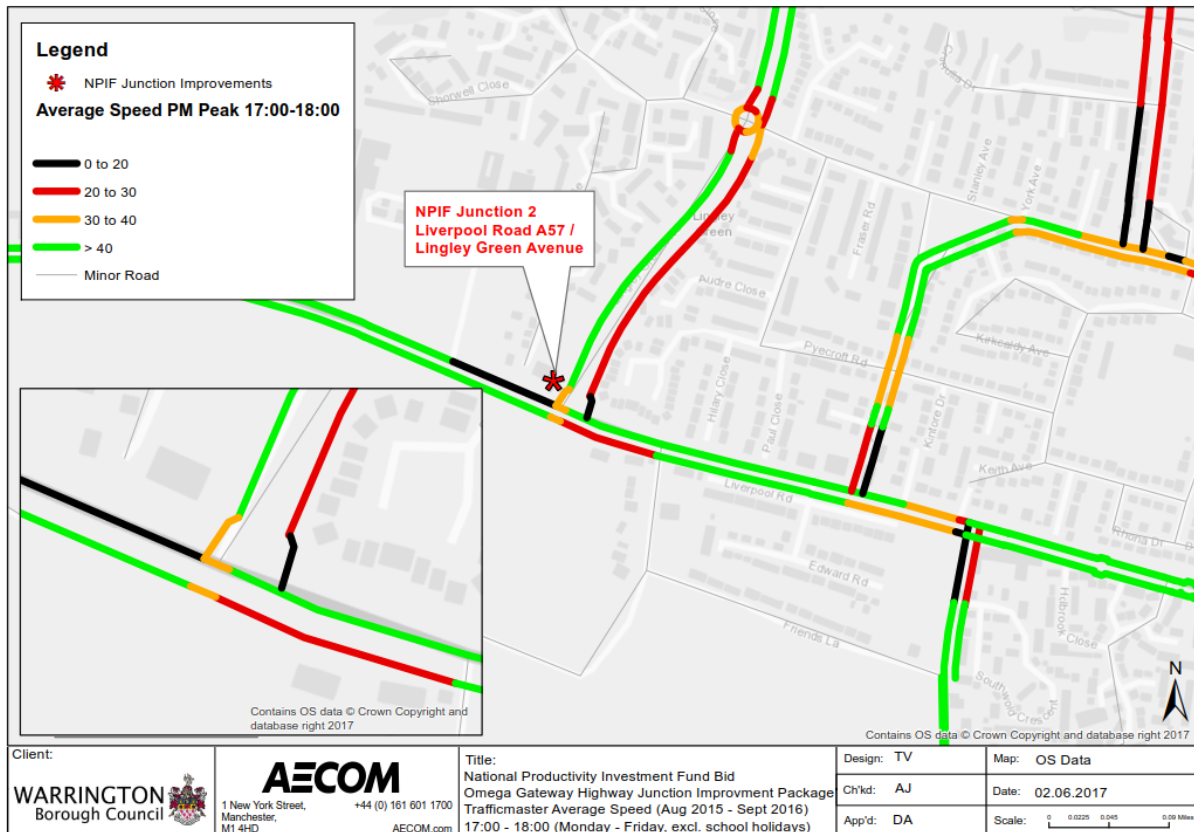 Legend
NPIF Junction Improvements
Average Speed PM Peak 17:00-18:00
0 to 20
20 to 30
30 to 40
> 40
Minor Road
Shorwell Close
NPIF Junction 2
Liverpool Road A57 /
Lingley Green Avenue
Lingley
Green
Stanley Ave
York Ave
Fraser Rd
Audre Close
Pyecroft Rd
Kirkcaldy Ave
Hilary Close
Paul Close
Kintore Dr
Keith Ave
Liverpool Rd
Rhona Dr
Edward Rd
Holbrook
Close
Friends La
Southwold Crescent
N
Contains OS data © Crown Copyright and
database right 2017
Contains OS data © Crown Copyright and database right 2017
Client:
WARRINGTON
Borough Council
AECOM
1 New York Street,
Manchester,
M1 4HD
+44 (0) 161 601 1700
AECOM.com
Title:
National Productivity Investment Fund Bid
Omega Gateway Highway Junction Improvment Package
Trafficmaster Average Speed (Aug 2015 - Sept 2016)
17:00 - 18:00 (Monday - Friday, excl. school holidays)
Design: TV
Ch'kd: AJ
App'd: DA
Map: OS Data
Date: 02.06.2017
Scale: 0 0.0225 0.045 0.09 Miles